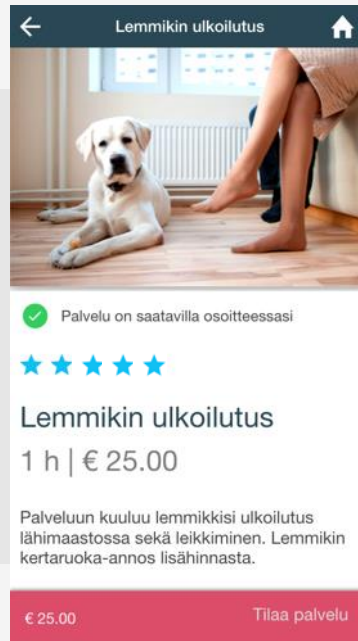 Lemmikin ulkoilutus
Palvelu on saatavilla osoitteessasi
Lemmikin ulkoilutus
1 h | € 25.00
Palveluun kuuluu lemmikkisi ulkoilutus
lähimaastossa sekä leikkiminen. Lemmikin
kertaruoka-annos lisähinnasta.
€ 25.00 Tilaa palvelu